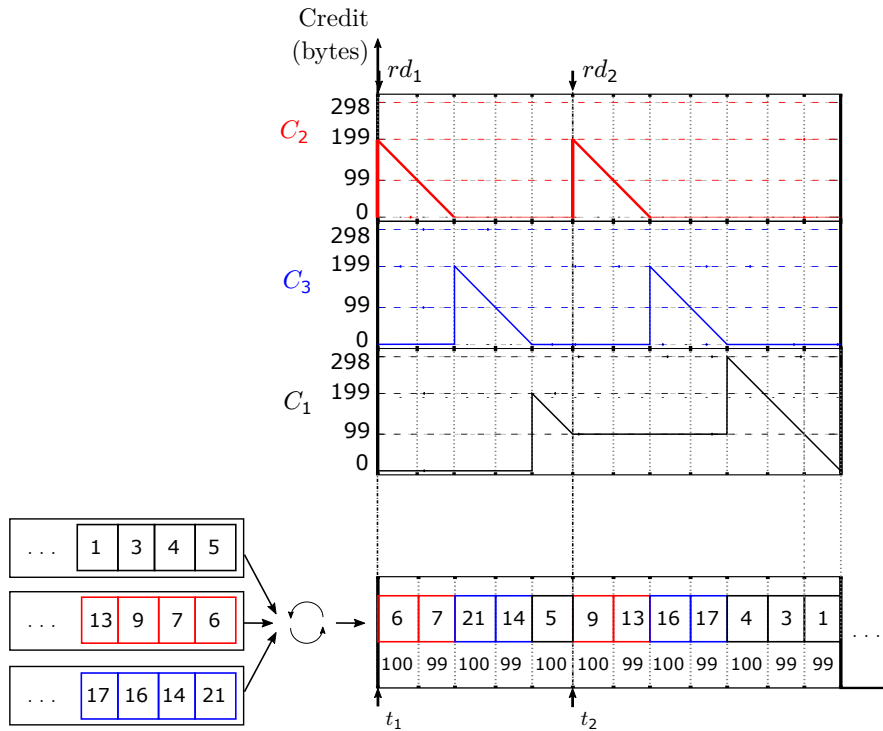 Credit
(bytes)
rd₁ rd₂
298
C₂ 199
99
0
298
C₃ 199
99
0
298
C₁ 199
99
0
. . . 1 3 4 5
. . . 13 9 7 6
. . . 17 16 14 21
6 7 21 14 5 9 13 16 17 4 3 1 . . .
100 99 100 99 100 100 99 100 99 100 99 99
t₁ t₂